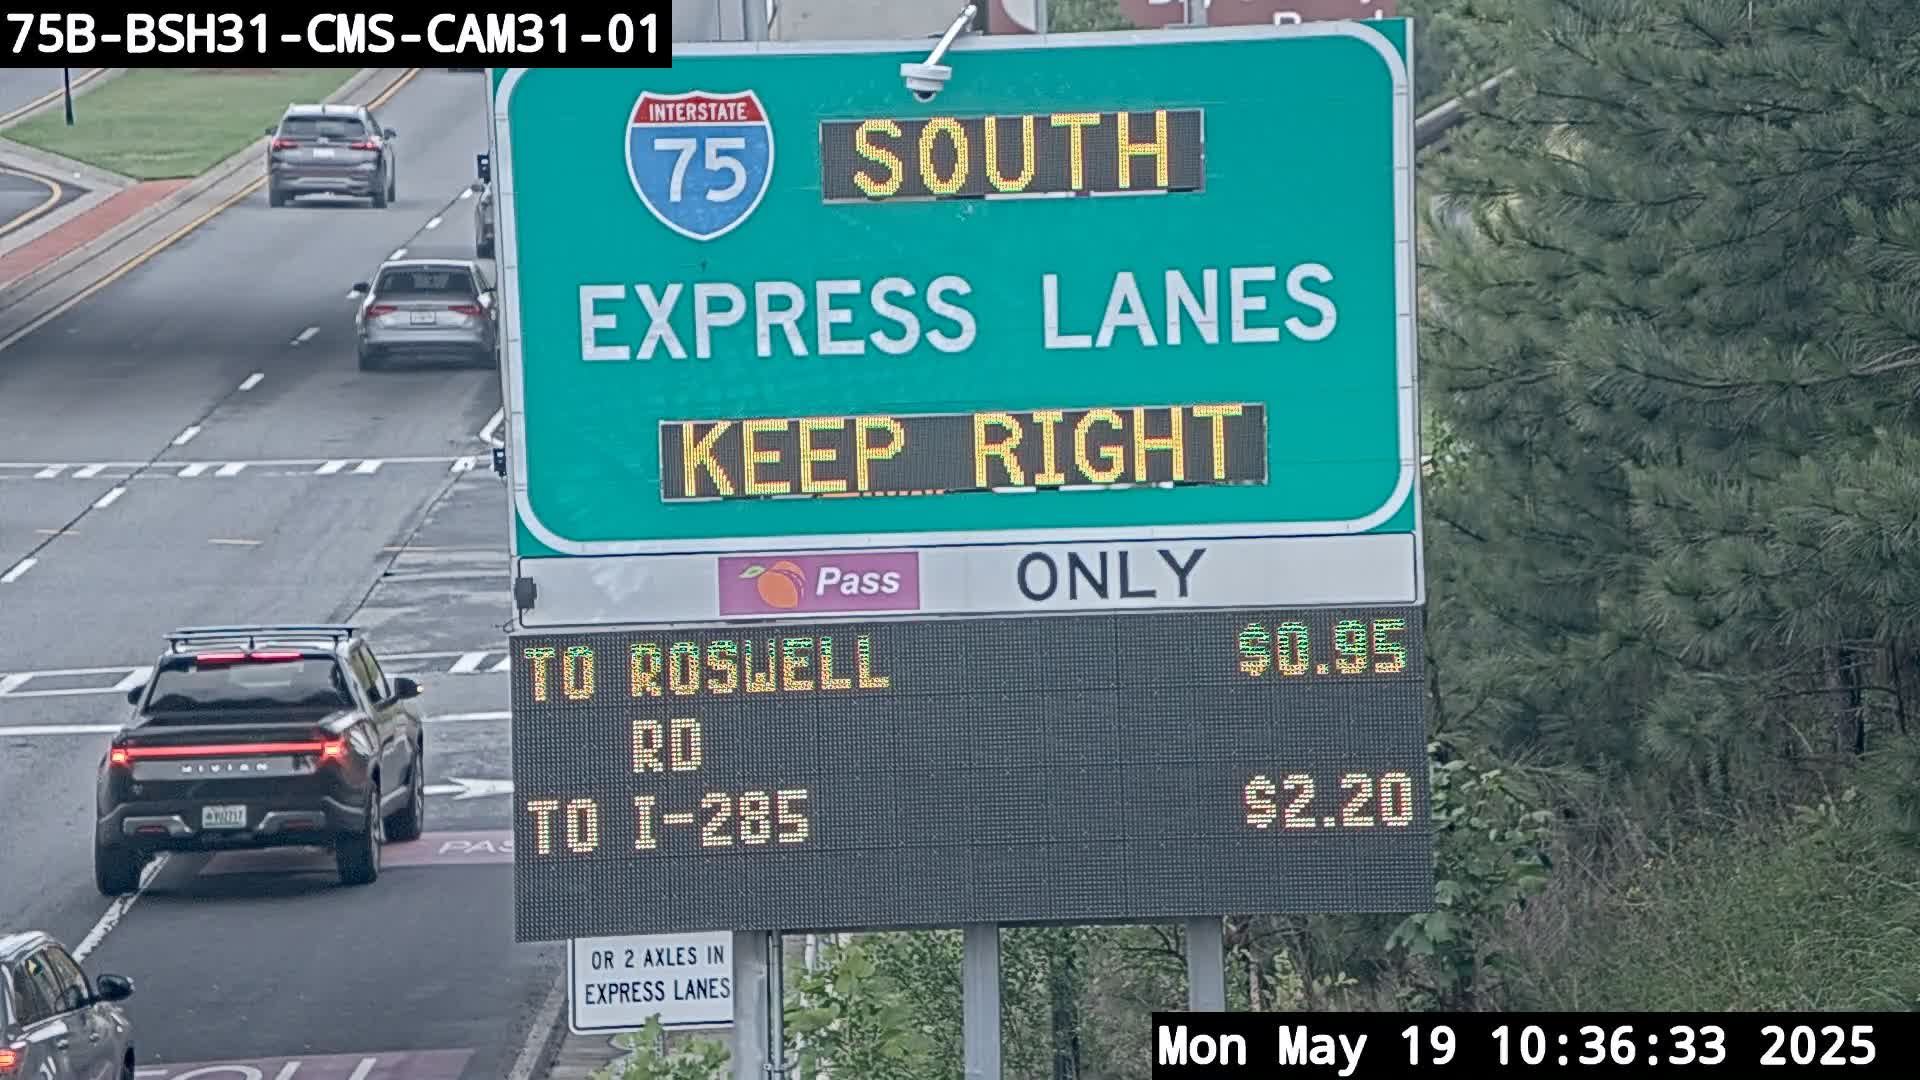 75B-BSH31-CMS-CAM31-01
INTERSTATE
75
SOUTH
EXPRESS LANES
KEEP RIGHT
Pass ONLY
TO ROSWELL $0.95
RD
TO I-285 $2.20
RIVIAN
OR 2 AXLES IN
EXPRESS LANES
Mon May 19 10:36:33 2025